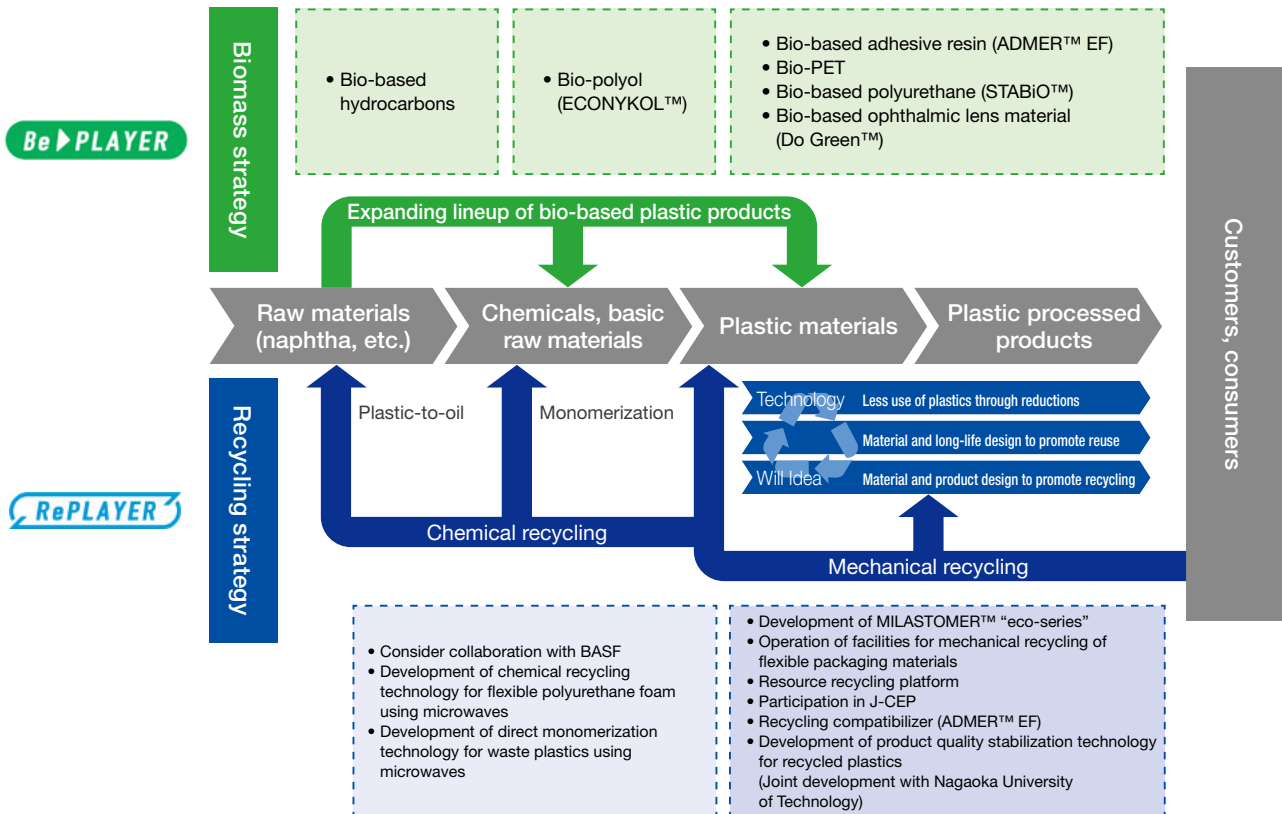 Be PLAYER
Biomass strategy
• Bio-based
hydrocarbons
• Bio-polyol
(ECONYKOL™)
• Bio-based adhesive resin (ADMER™ EF)
• Bio-PET
• Bio-based polyurethane (STABiO™)
• Bio-based ophthalmic lens material
(Do Green™)
Expanding lineup of bio-based plastic products
Raw materials
(naphtha, etc.)
Chemicals, basic
raw materials
Plastic materials
Plastic processed
products
Customers, consumers
RePLAYER
Recycling strategy
Plastic-to-oil
Monomerization
Technology
Less use of plastics through reductions
Material and long-life design to promote reuse
Will Idea
Material and product design to promote recycling
Chemical recycling
Mechanical recycling
• Consider collaboration with BASF
• Development of chemical recycling
technology for flexible polyurethane foam
using microwaves
• Development of direct monomerization
technology for waste plastics using
microwaves
• Development of MILASTOMER™ “eco-series”
• Operation of facilities for mechanical recycling of
flexible packaging materials
• Resource recycling platform
• Participation in J-CEP
• Recycling compatibilizer (ADMER™ EF)
• Development of product quality stabilization technology
for recycled plastics
(Joint development with Nagaoka University
of Technology)